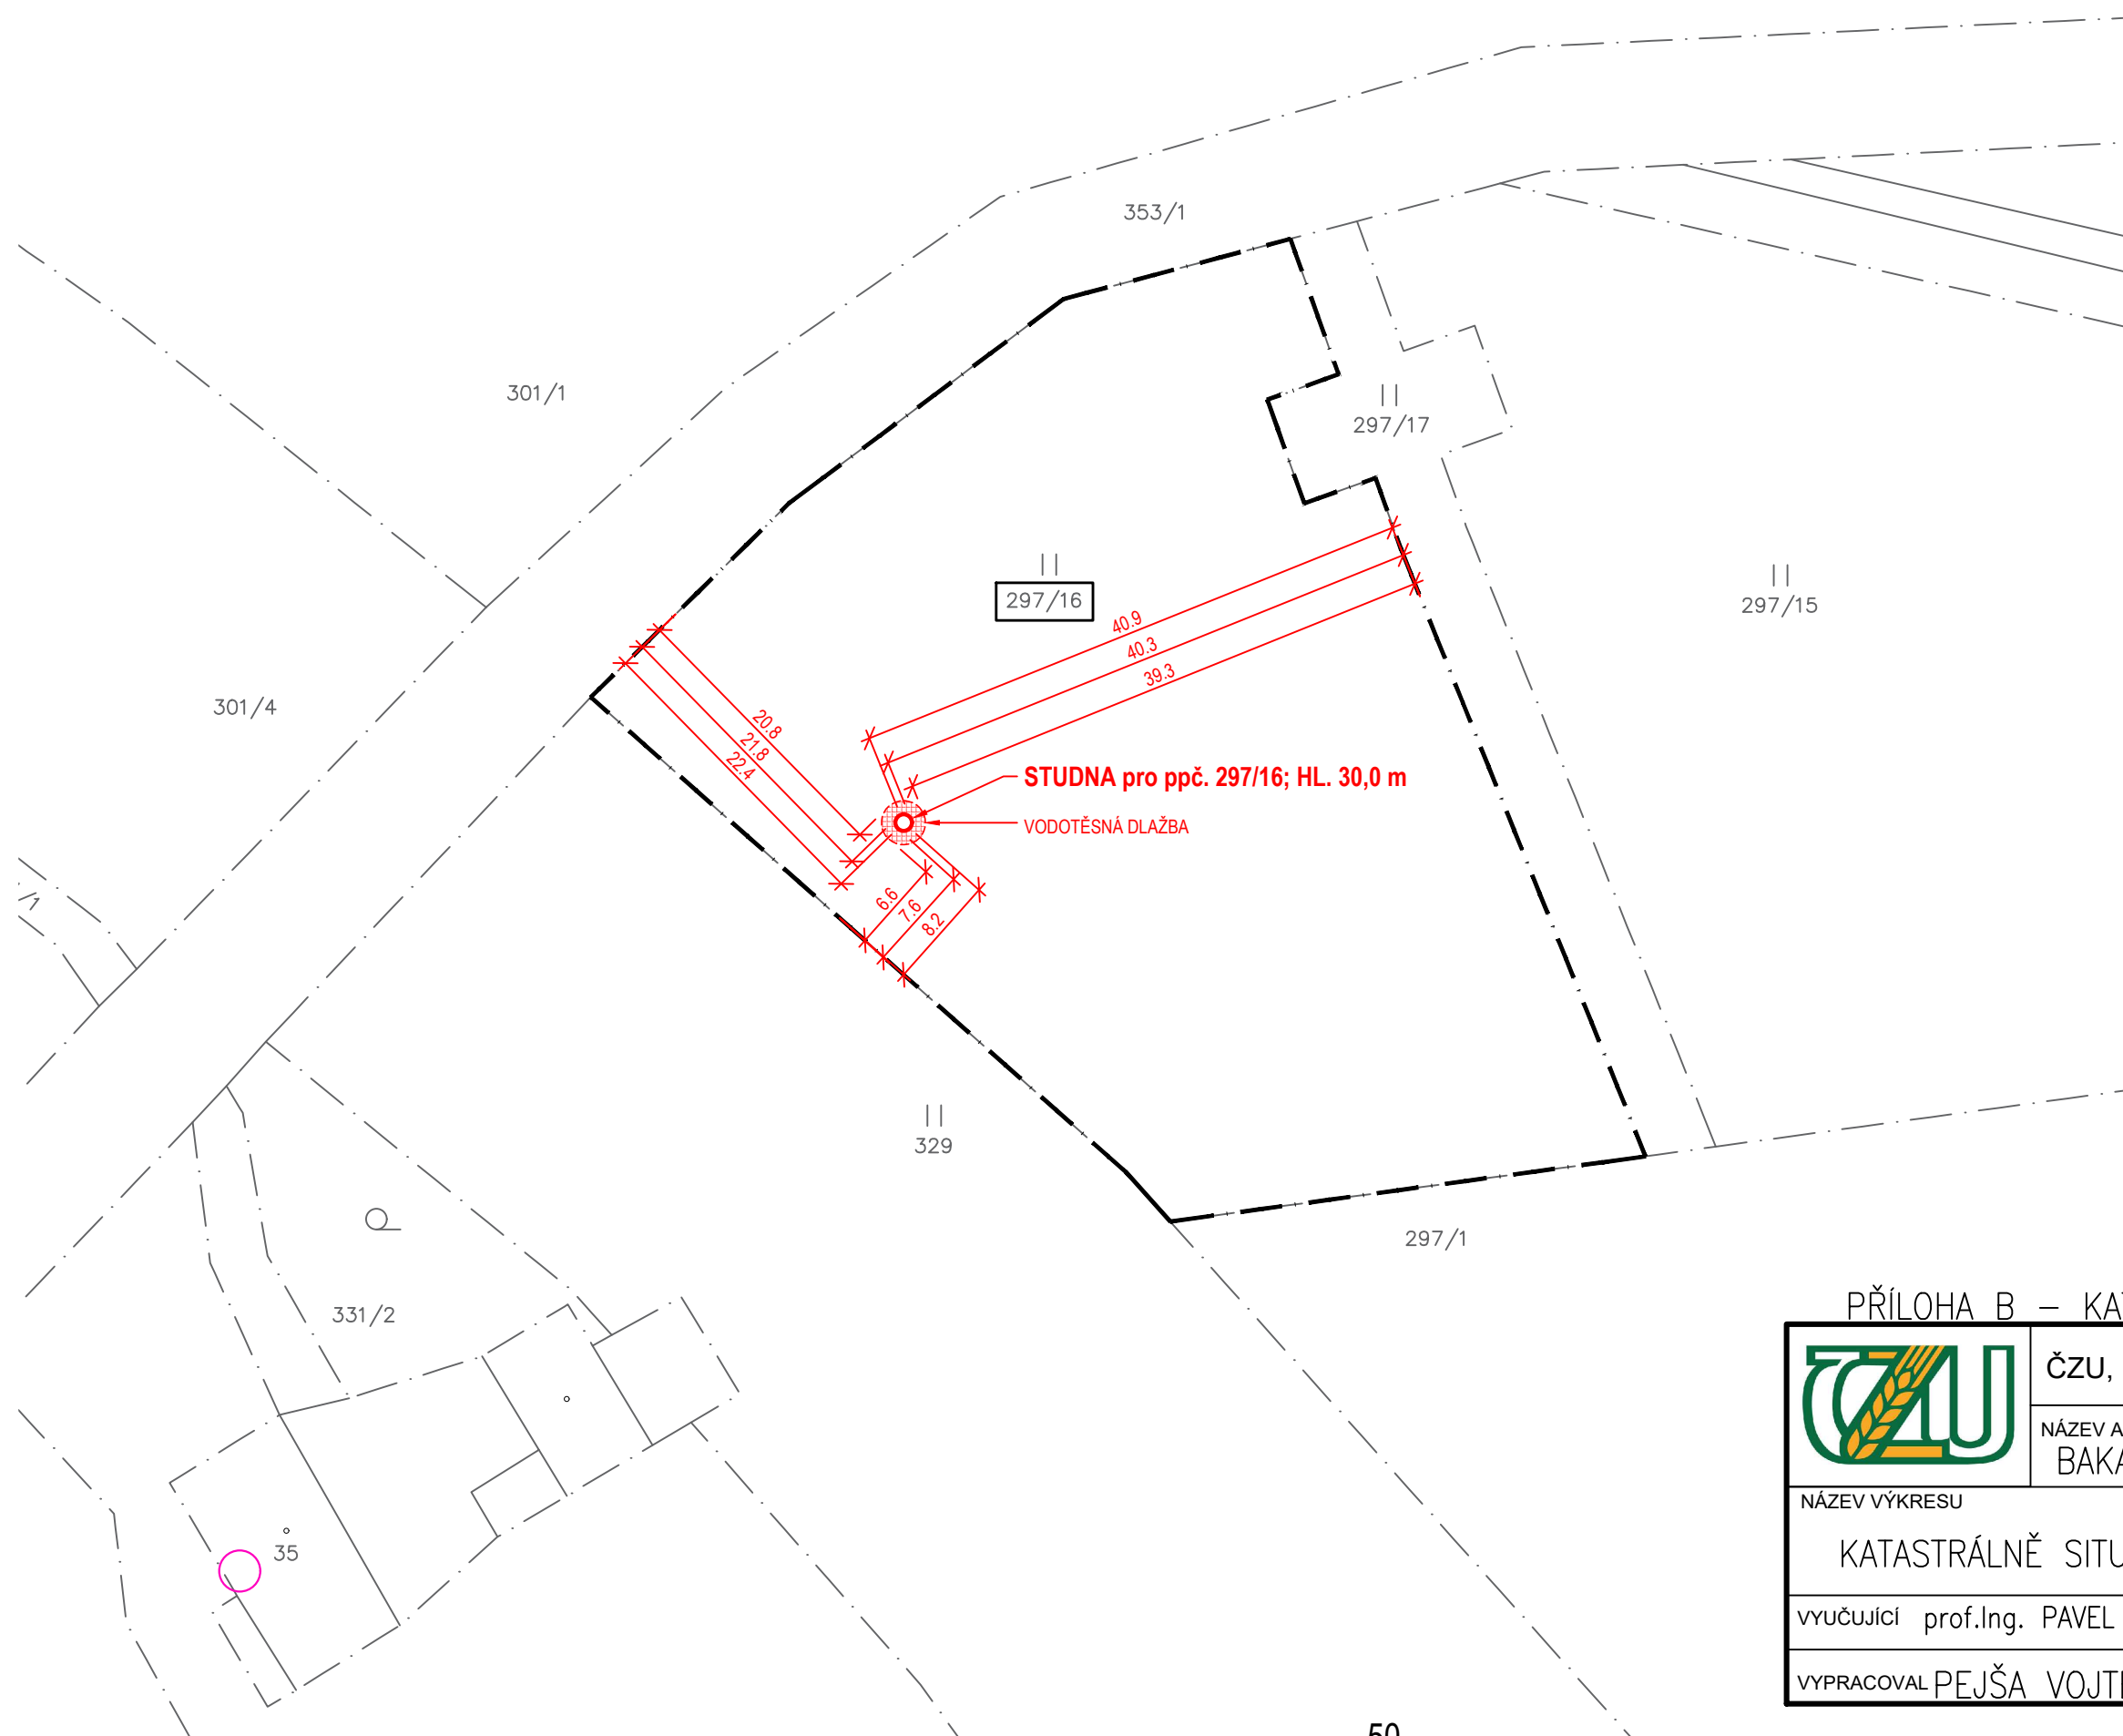 353/1
301/1
297/17
297/16
297/15
40.9
40.3
39.3
301/4
20.8
21.8
22.4
STUDNA pro ppč. 297/16; HL. 30,0 m
VODOTĚSNÁ DLAŽBA
6.6
7.6
8.2
329
297/1
331/2
35
PŘÍLOHA B –
ČZU,
NÁZEV
NÁZEV VÝKRESU
KATASTRÁLNĚ
VYUČUJÍCÍ prof.Ing. PAVEL
VYPRACOVAL PEJŠA
50